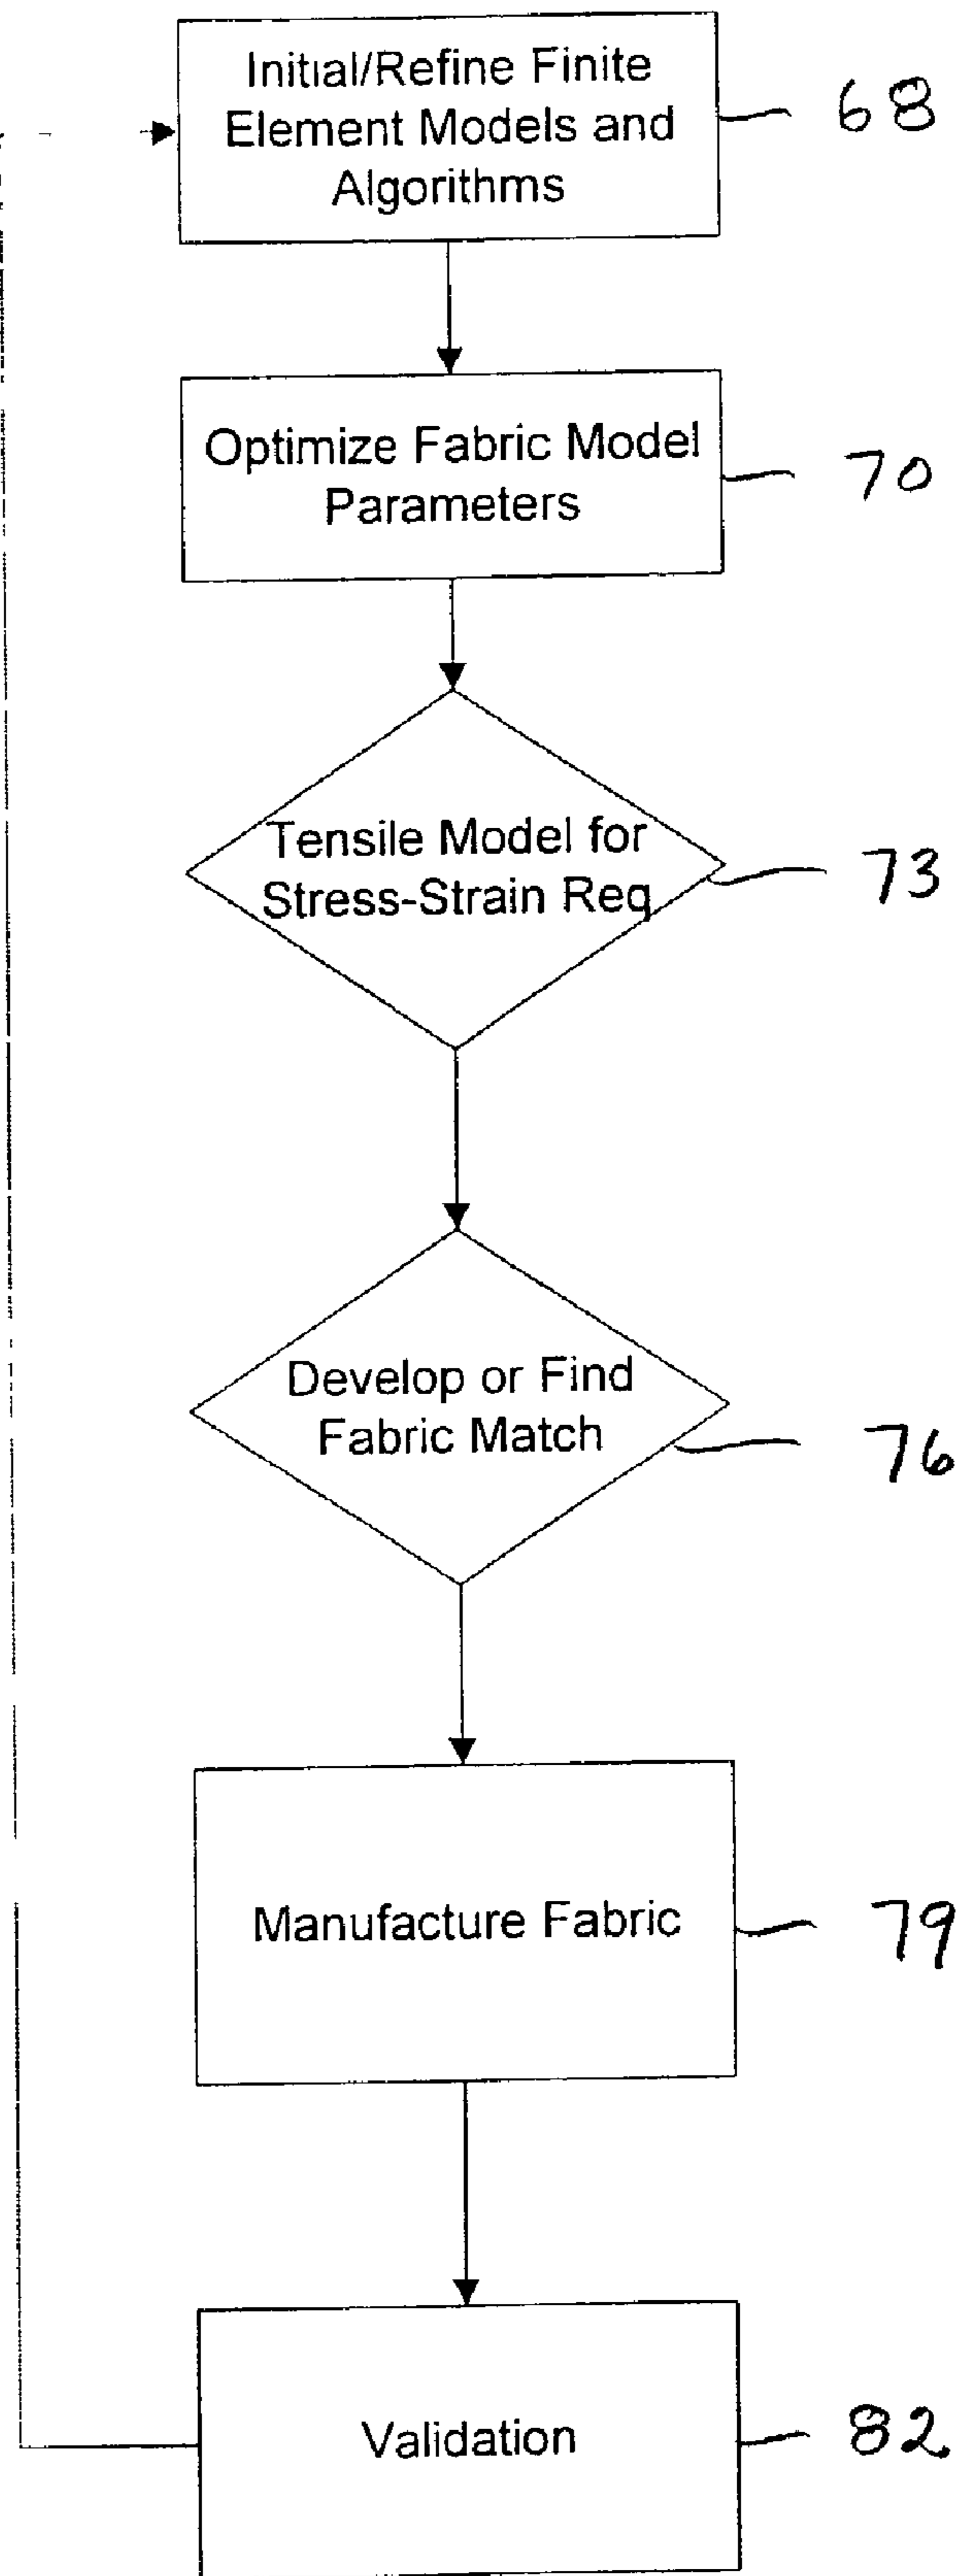 Initial/Refine Finite
Element Models and
Algorithms
68
Optimize Fabric Model
Parameters
70
Tensile Model for
Stress-Strain Req
73
Develop or Find
Fabric Match
76
Manufacture Fabric
79
Validation
82